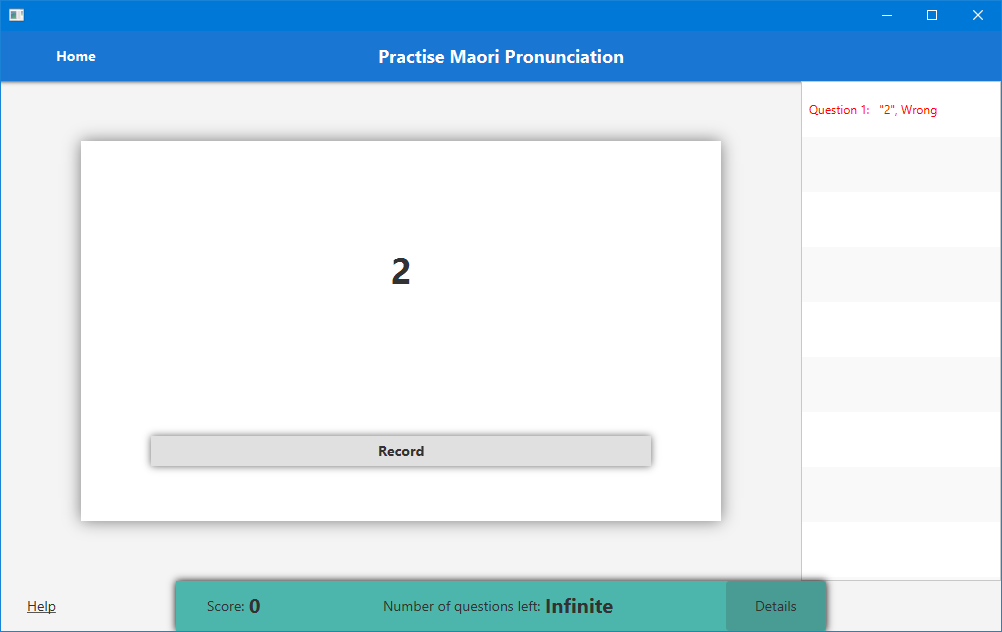 Home
Practise Maori Pronunciation
Question 1: "2", Wrong
2
Record
Help
Score: 0
Number of questions left: Infinite
Details